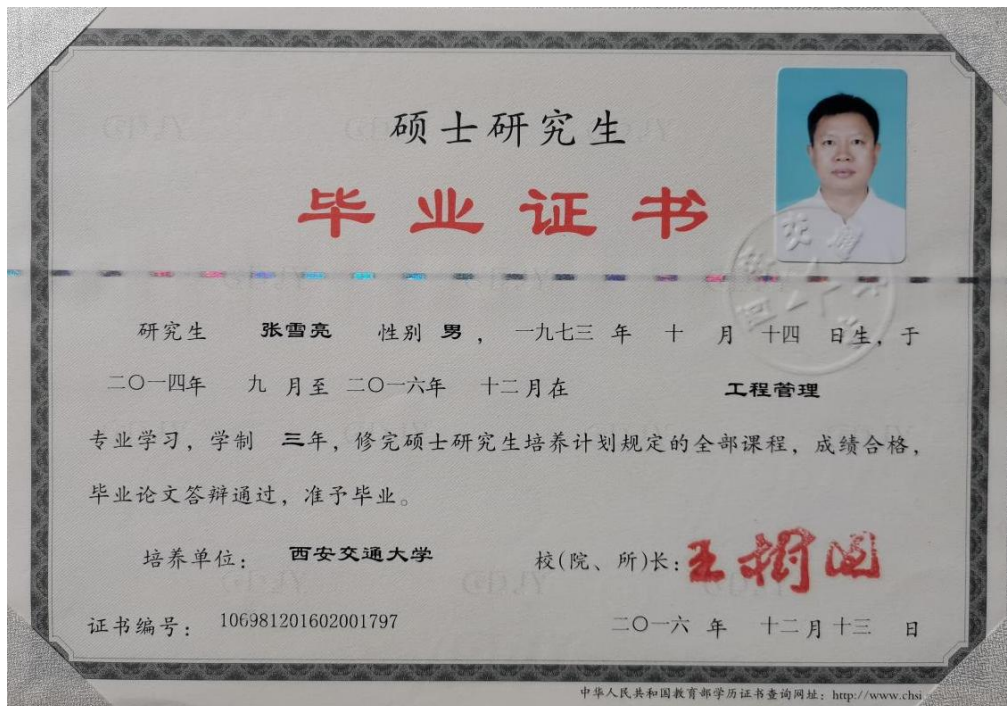 硕士研究生
毕业证书
研究生 张雪亮 性别 男， 一九七三 年 十 月 十四 日生，于
二〇一四年 九 月至 二〇一六年 十二月在 工程管理
专业学习，学制 三年，修完硕士研究生培养计划规定的全部课程，成绩合格，
毕业论文答辩通过，准予毕业。
培养单位： 西安交通大学 校(院、所)长：王树国
证书编号： 106981201602001797 二〇一六 年 十二月十三 日
中华人民共和国教育部学历证书查询网址：http://www.chsi